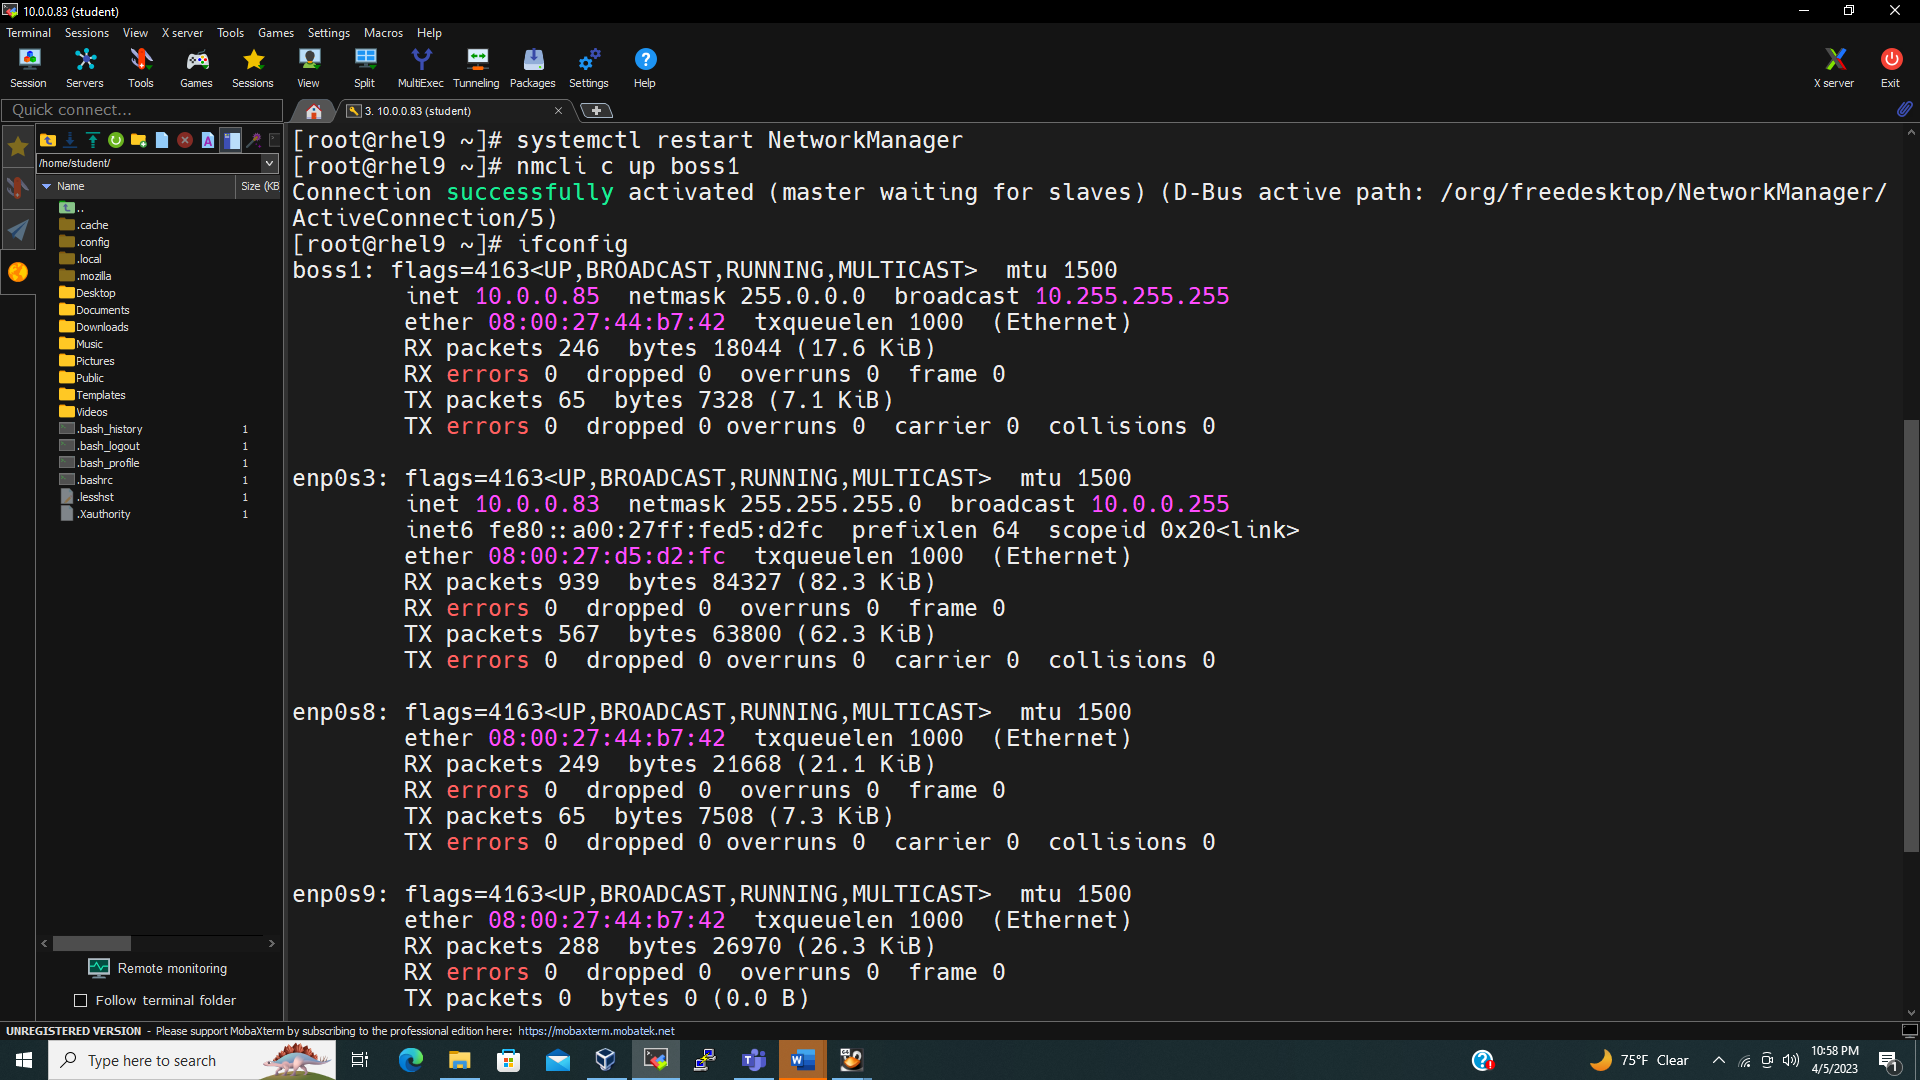 10.0.0.83 (student)
Terminal Sessions View X server Tools Games Settings Macros Help
Session Servers Tools Games Sessions View Split MultiExec Tunneling Packages Settings Help X server Exit
Quick connect...
3. 10.0.0.83 (student)
/home/student/
Name Size (KB
..
.cache
.config
.local
.mozilla
Desktop
Documents
Downloads
Music
Pictures
Public
Templates
Videos
.bash_history 1
.bash_logout 1
.bash_profile 1
.bashrc 1
.lesshst 1
.Xauthority 1
Remote monitoring
Follow terminal folder
[root@rhel9 ~]# systemctl restart NetworkManager
[root@rhel9 ~]# nmcli c up boss1
Connection successfully activated (master waiting for slaves) (D-Bus active path: /org/freedesktop/NetworkManager/
ActiveConnection/5)
[root@rhel9 ~]# ifconfig
boss1: flags=4163<UP,BROADCAST,RUNNING,MULTICAST>  mtu 1500
        inet 10.0.0.85  netmask 255.0.0.0  broadcast 10.255.255.255
        ether 08:00:27:44:b7:42  txqueuelen 1000  (Ethernet)
        RX packets 246  bytes 18044 (17.6 KiB)
        RX errors 0  dropped 0  overruns 0  frame 0
        TX packets 65  bytes 7328 (7.1 KiB)
        TX errors 0  dropped 0 overruns 0  carrier 0  collisions 0

enp0s3: flags=4163<UP,BROADCAST,RUNNING,MULTICAST>  mtu 1500
        inet 10.0.0.83  netmask 255.255.255.0  broadcast 10.0.0.255
        inet6 fe80::a00:27ff:fed5:d2fc  prefixlen 64  scopeid 0x20<link>
        ether 08:00:27:d5:d2:fc  txqueuelen 1000  (Ethernet)
        RX packets 939  bytes 84327 (82.3 KiB)
        RX errors 0  dropped 0  overruns 0  frame 0
        TX packets 567  bytes 63800 (62.3 KiB)
        TX errors 0  dropped 0 overruns 0  carrier 0  collisions 0

enp0s8: flags=4163<UP,BROADCAST,RUNNING,MULTICAST>  mtu 1500
        ether 08:00:27:44:b7:42  txqueuelen 1000  (Ethernet)
        RX packets 249  bytes 21668 (21.1 KiB)
        RX errors 0  dropped 0  overruns 0  frame 0
        TX packets 65  bytes 7508 (7.3 KiB)
        TX errors 0  dropped 0 overruns 0  carrier 0  collisions 0

enp0s9: flags=4163<UP,BROADCAST,RUNNING,MULTICAST>  mtu 1500
        ether 08:00:27:44:b7:42  txqueuelen 1000  (Ethernet)
        RX packets 288  bytes 26970 (26.3 KiB)
        RX errors 0  dropped 0  overruns 0  frame 0
        TX packets 0  bytes 0 (0.0 B)
UNREGISTERED VERSION - Please support MobaXterm by subscribing to the professional edition here: https://mobaxterm.mobatek.net
Type here to search
75°F Clear
10:58 PM
4/5/2023
1